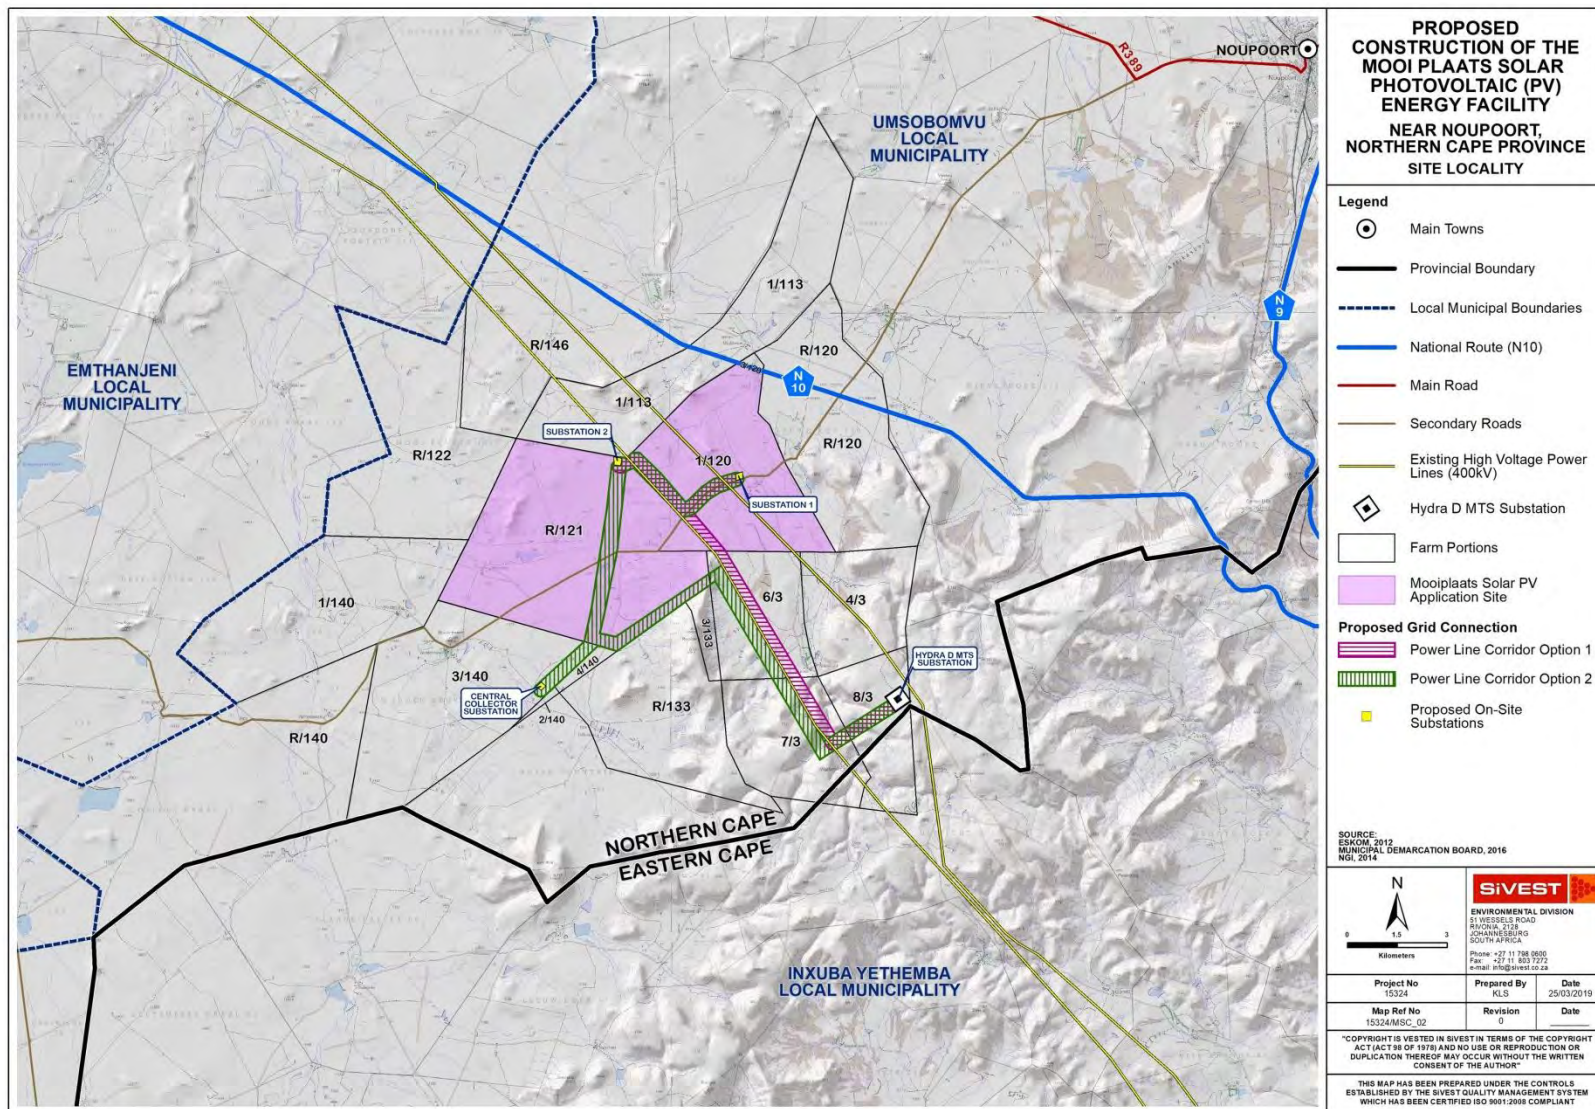 NOUPOORT
R389
UMSOBOMVU
LOCAL
MUNICIPALITY
N
9
1/113
R/146
R/120
EMTHANJENI
LOCAL
MUNICIPALITY
N
10
1/113
SUBSTATION 2
R/120
R/122
1/120
SUBSTATION 1
R/121
1/140
6/3
4/3
3/133
HYDRA D MTS
SUBSTATION
3/140
4/140
CENTRAL
COLLECTOR
SUBSTATION
8/3
R/133
2/140
R/140
7/3
NORTHERN CAPE
EASTERN CAPE
INXUBA YETHEMBA
LOCAL MUNICIPALITY
PROPOSED
CONSTRUCTION OF THE
MOOI PLAATS SOLAR
PHOTOVOLTAIC (PV)
ENERGY FACILITY
NEAR NOUPOORT,
NORTHERN CAPE PROVINCE
SITE LOCALITY
Legend
Main Towns
Provincial Boundary
Local Municipal Boundaries
National Route (N10)
Main Road
Secondary Roads
Existing High Voltage Power
Lines (400kV)
Hydra D MTS Substation
Farm Portions
Mooiplaats Solar PV
Application Site
Proposed Grid Connection
Power Line Corridor Option 1
Power Line Corridor Option 2
Proposed On-Site
Substations
SOURCE:
ESKOM, 2012
MUNICIPAL DEMARCATION BOARD, 2016
NGI, 2014
N
0 1.5 3
Kilometers
SiVEST
ENVIRONMENTAL DIVISION
51 WESSELS ROAD
RIVONIA, 2128
JOHANNESBURG
SOUTH AFRICA
Phone: +27 11 798 0600
Fax: +27 11 803 7272
e-mail: info@sivest.co.za
Project No
15324
Prepared By
KLS
Date
25/03/2019
Map Ref No
15324/MSC_02
Revision
0
Date
"COPYRIGHT IS VESTED IN SiVEST IN TERMS OF THE COPYRIGHT
ACT (ACT 98 OF 1978) AND NO USE OR REPRODUCTION OR
DUPLICATION THEREOF MAY OCCUR WITHOUT THE WRITTEN
CONSENT OF THE AUTHOR"
THIS MAP HAS BEEN PREPARED UNDER THE CONTROLS
ESTABLISHED BY THE SiVEST QUALITY MANAGEMENT SYSTEM
WHICH HAS BEEN CERTIFIED ISO 9001:2008 COMPLIANT